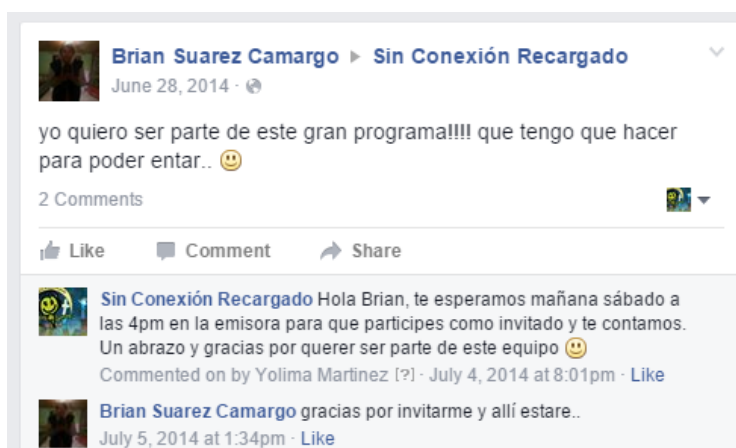 Brian Suarez Camargo ▸ Sin Conexión Recargado
June 28, 2014 ·
yo quiero ser parte de este gran programa!!!! que tengo que hacer
para poder entar..
2 Comments
Like Comment Share
Sin Conexión Recargado Hola Brian, te esperamos mañana sábado a
las 4pm en la emisora para que participes como invitado y te contamos.
Un abrazo y gracias por querer ser parte de este equipo
Commented on by Yolima Martinez [?] · July 4, 2014 at 8:01pm · Like
Brian Suarez Camargo gracias por invitarme y allí estare..
July 5, 2014 at 1:34pm · Like